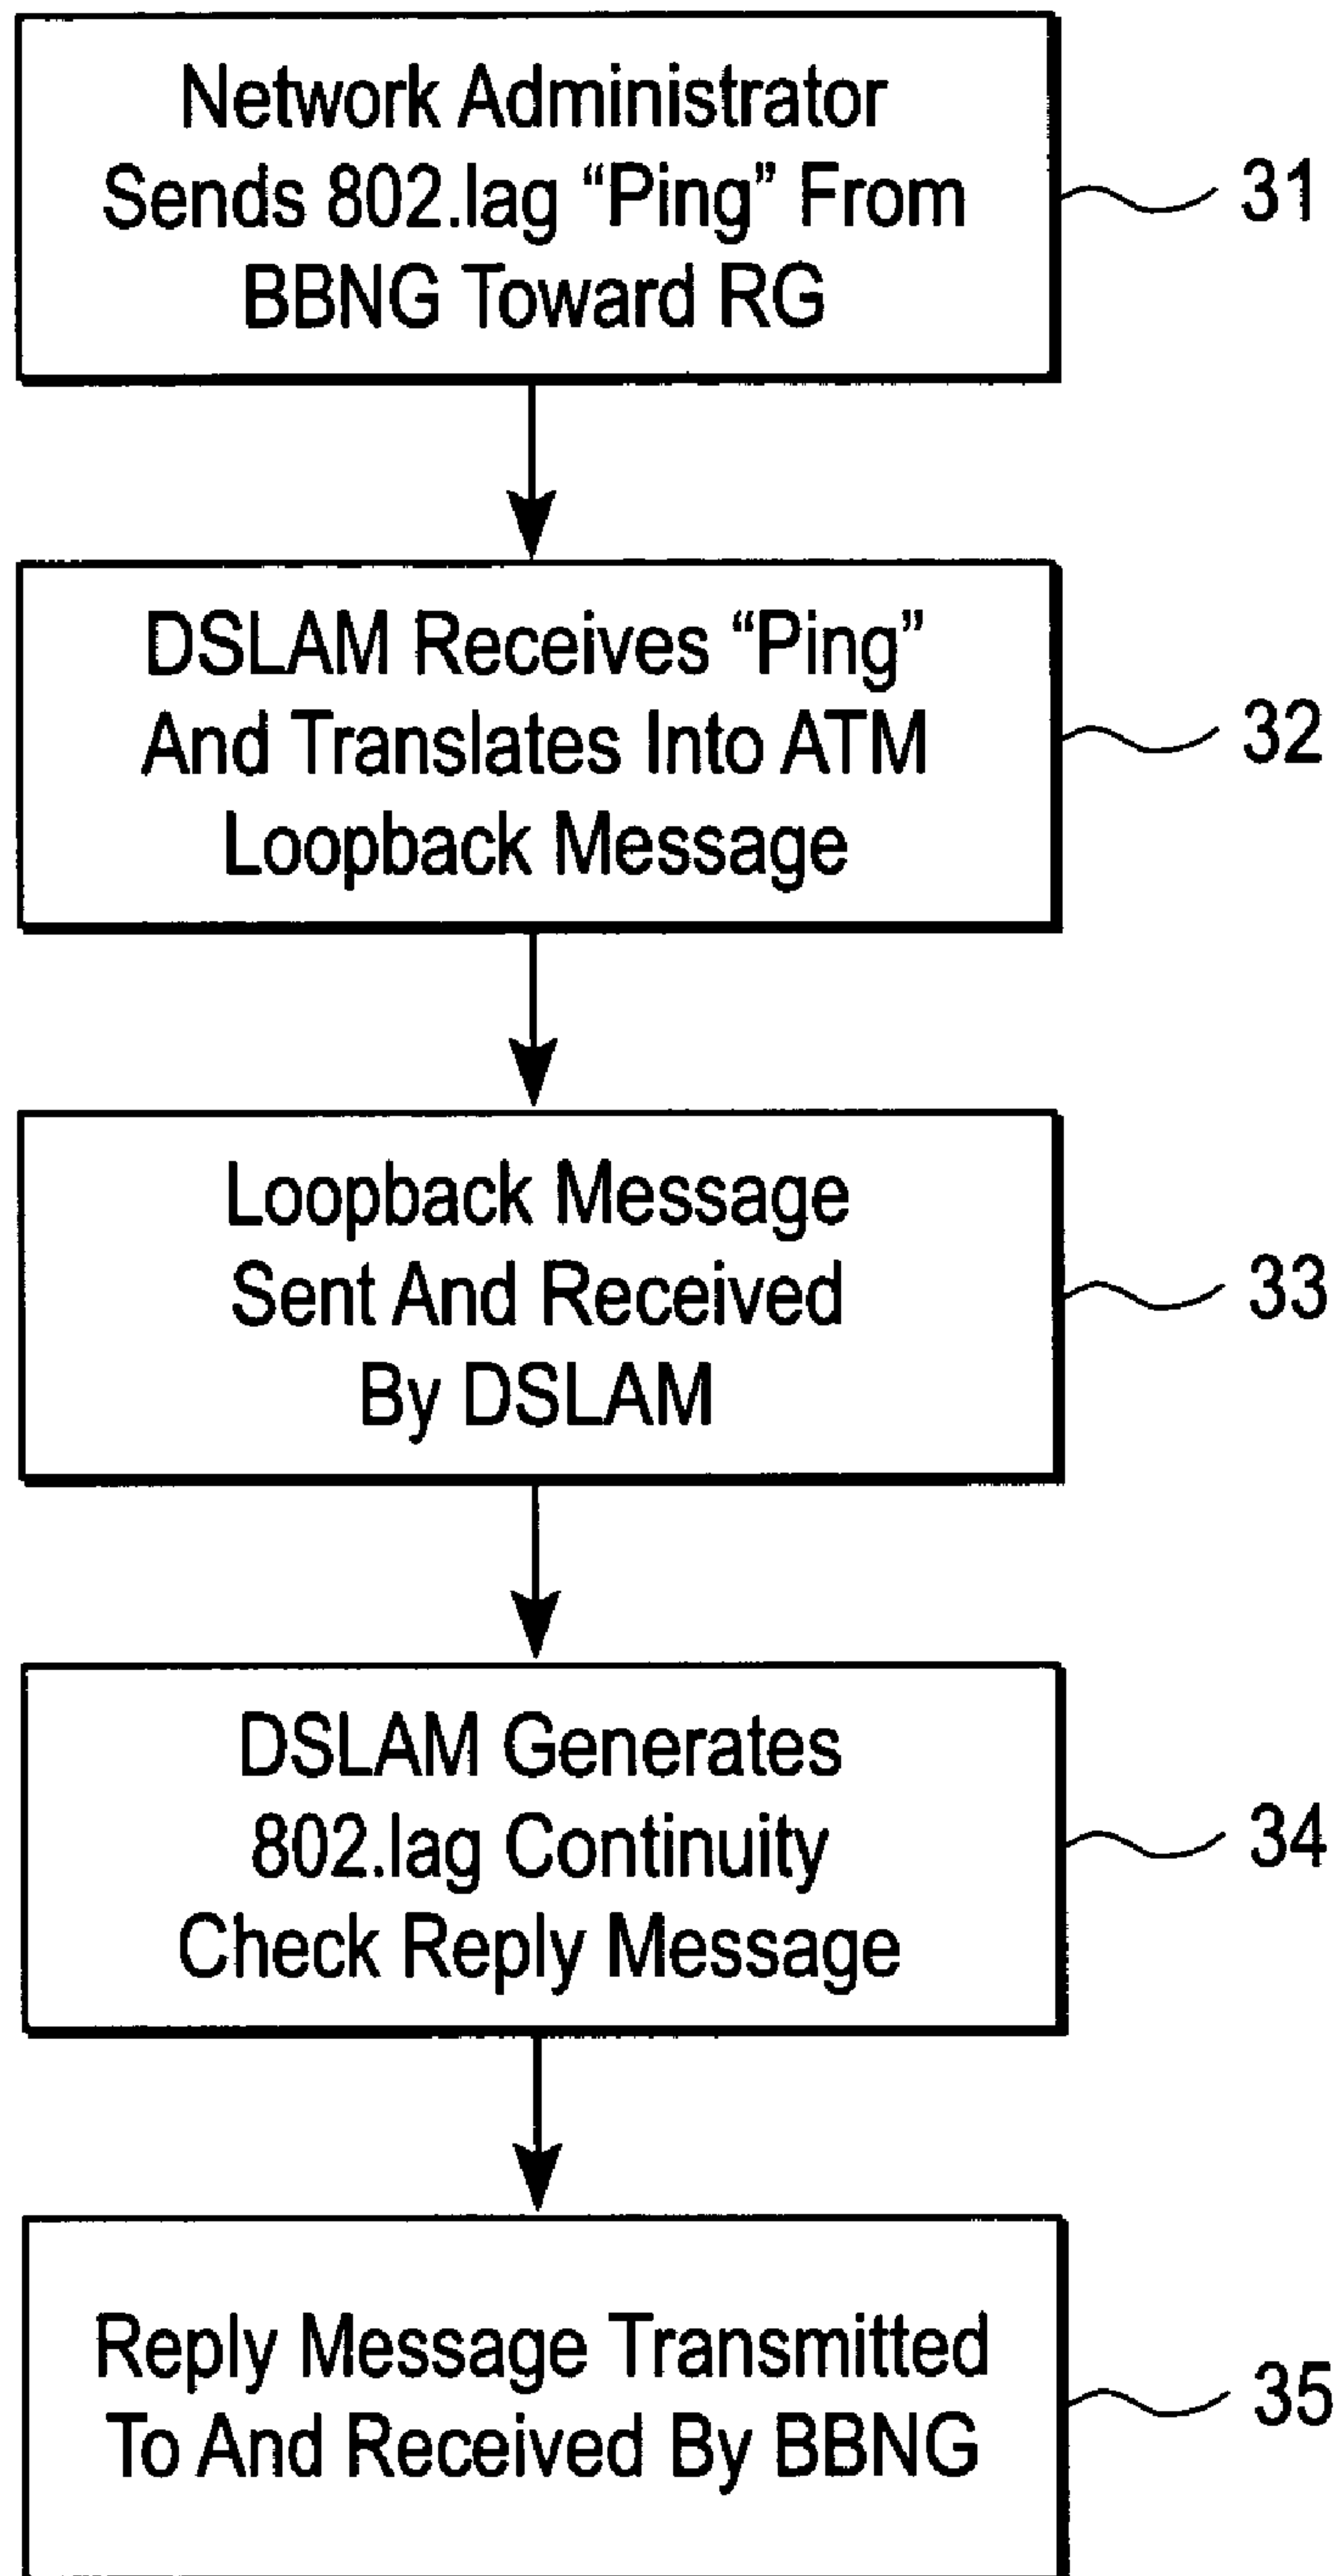 Network Administrator
Sends 802.lag “Ping” From
BBNG Toward RG
31
DSLAM Receives “Ping”
And Translates Into ATM
Loopback Message
32
Loopback Message
Sent And Received
By DSLAM
33
DSLAM Generates
802.lag Continuity
Check Reply Message
34
Reply Message Transmitted
To And Received By BBNG
35